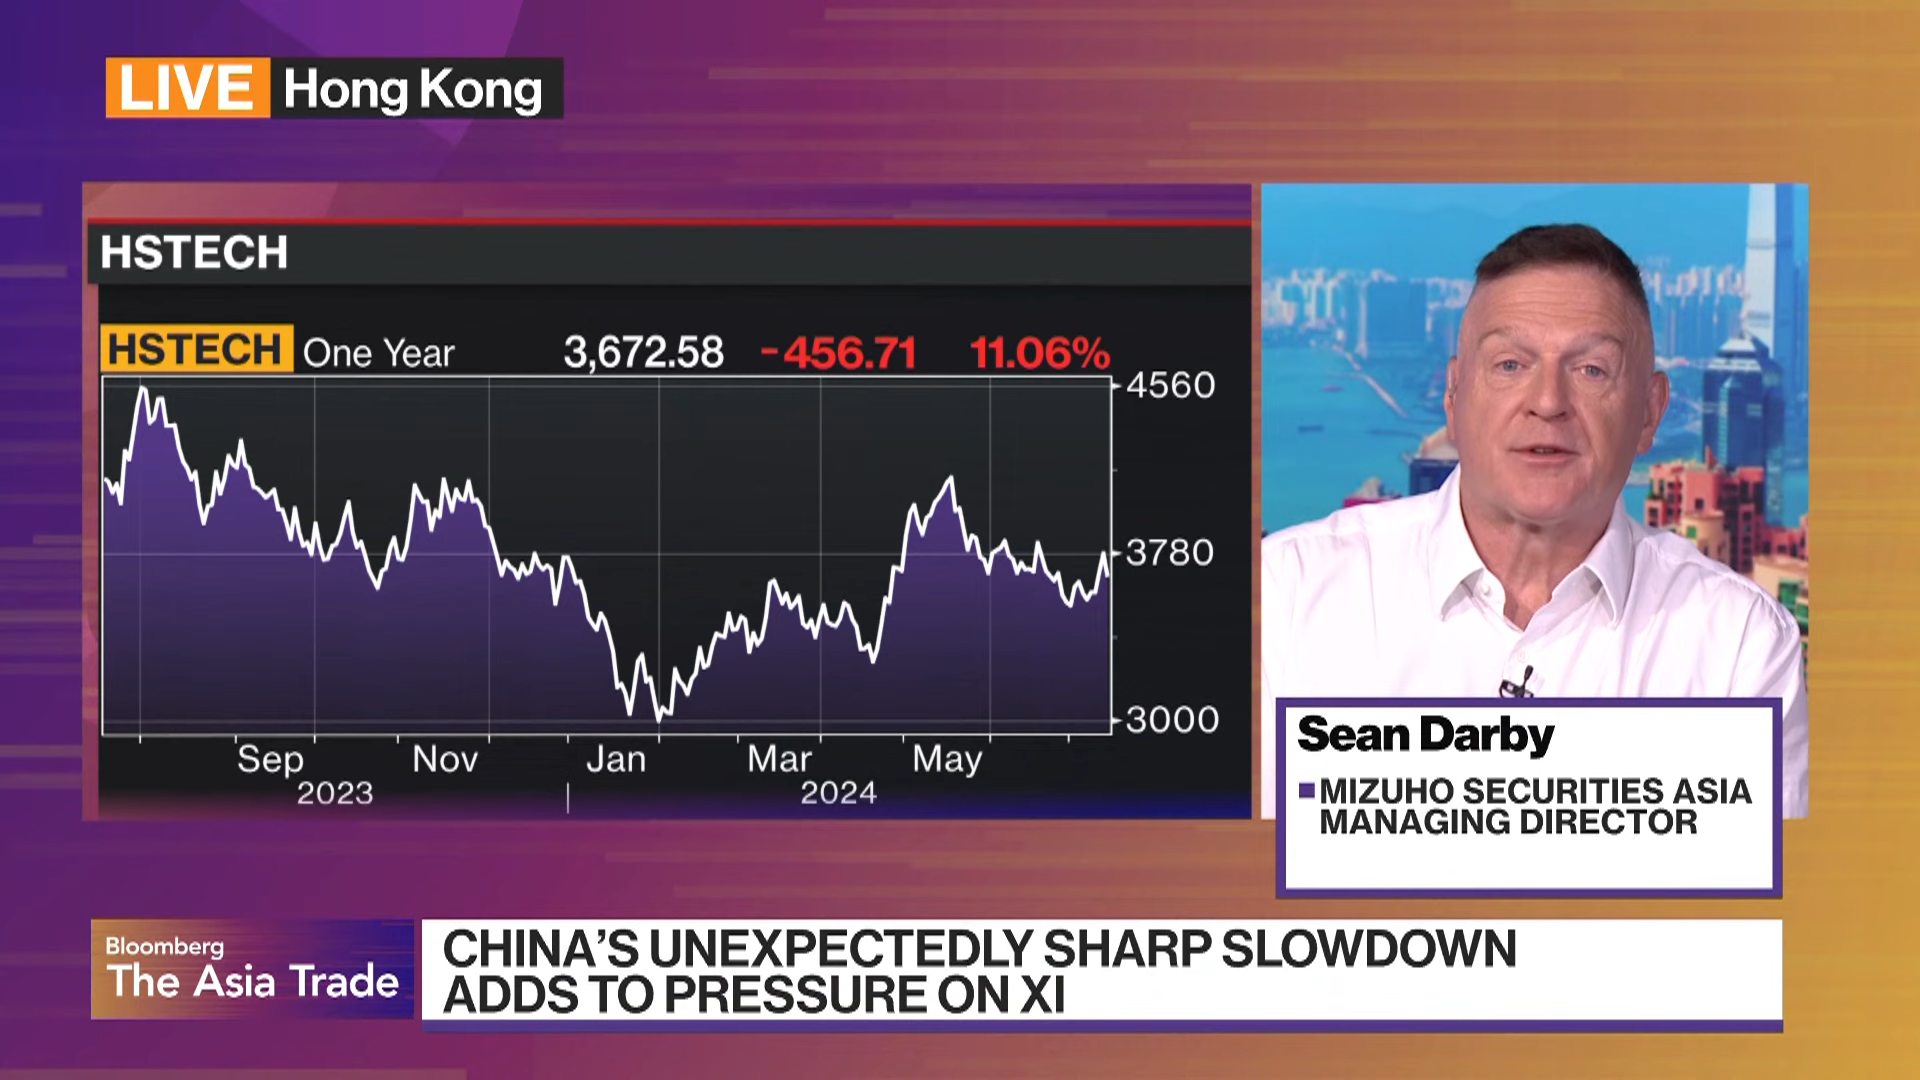 LIVE Hong Kong
HSTECH
HSTECH One Year 3,672.58 -456.71 11.06%
4560
3780
3000
Sep Nov Jan Mar May
2023 2024
Sean Darby
MIZUHO SECURITIES ASIA
MANAGING DIRECTOR
Bloomberg
The Asia Trade
CHINA'S UNEXPECTEDLY SHARP SLOWDOWN
ADDS TO PRESSURE ON XI